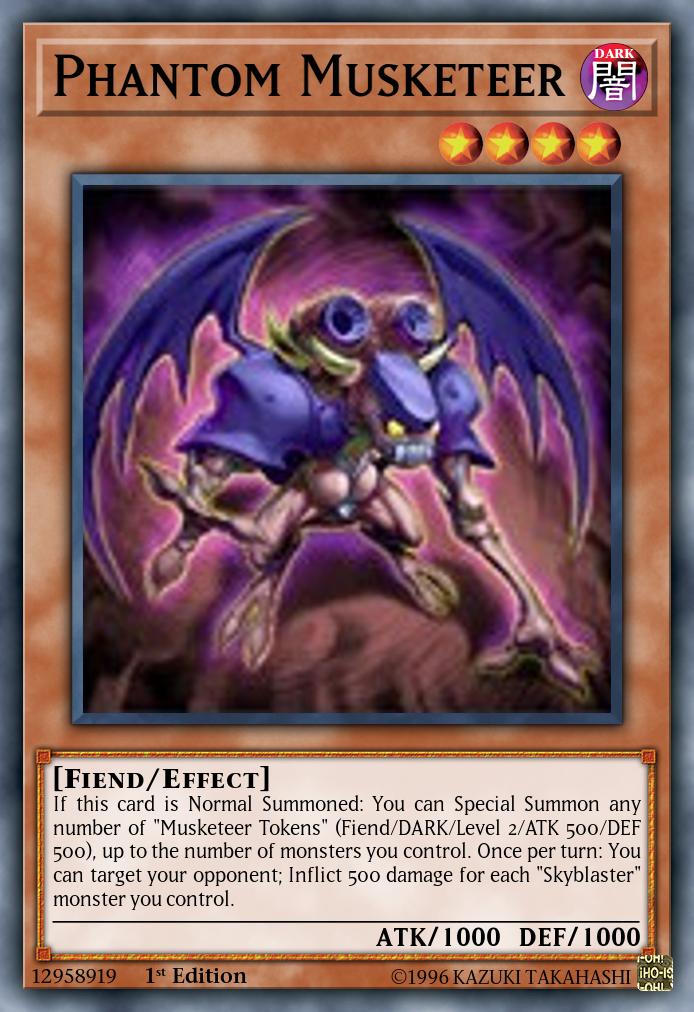 Phantom Musketeer
DARK
闇
[Fiend/Effect]
If this card is Normal Summoned: You can Special Summon any
number of "Musketeer Tokens" (Fiend/DARK/Level 2/ATK 500/DEF
500), up to the number of monsters you control. Once per turn: You
can target your opponent; Inflict 500 damage for each "Skyblaster"
monster you control.
ATK/1000 DEF/1000
12958919 1st Edition ©1996 KAZUKI TAKAHASHI